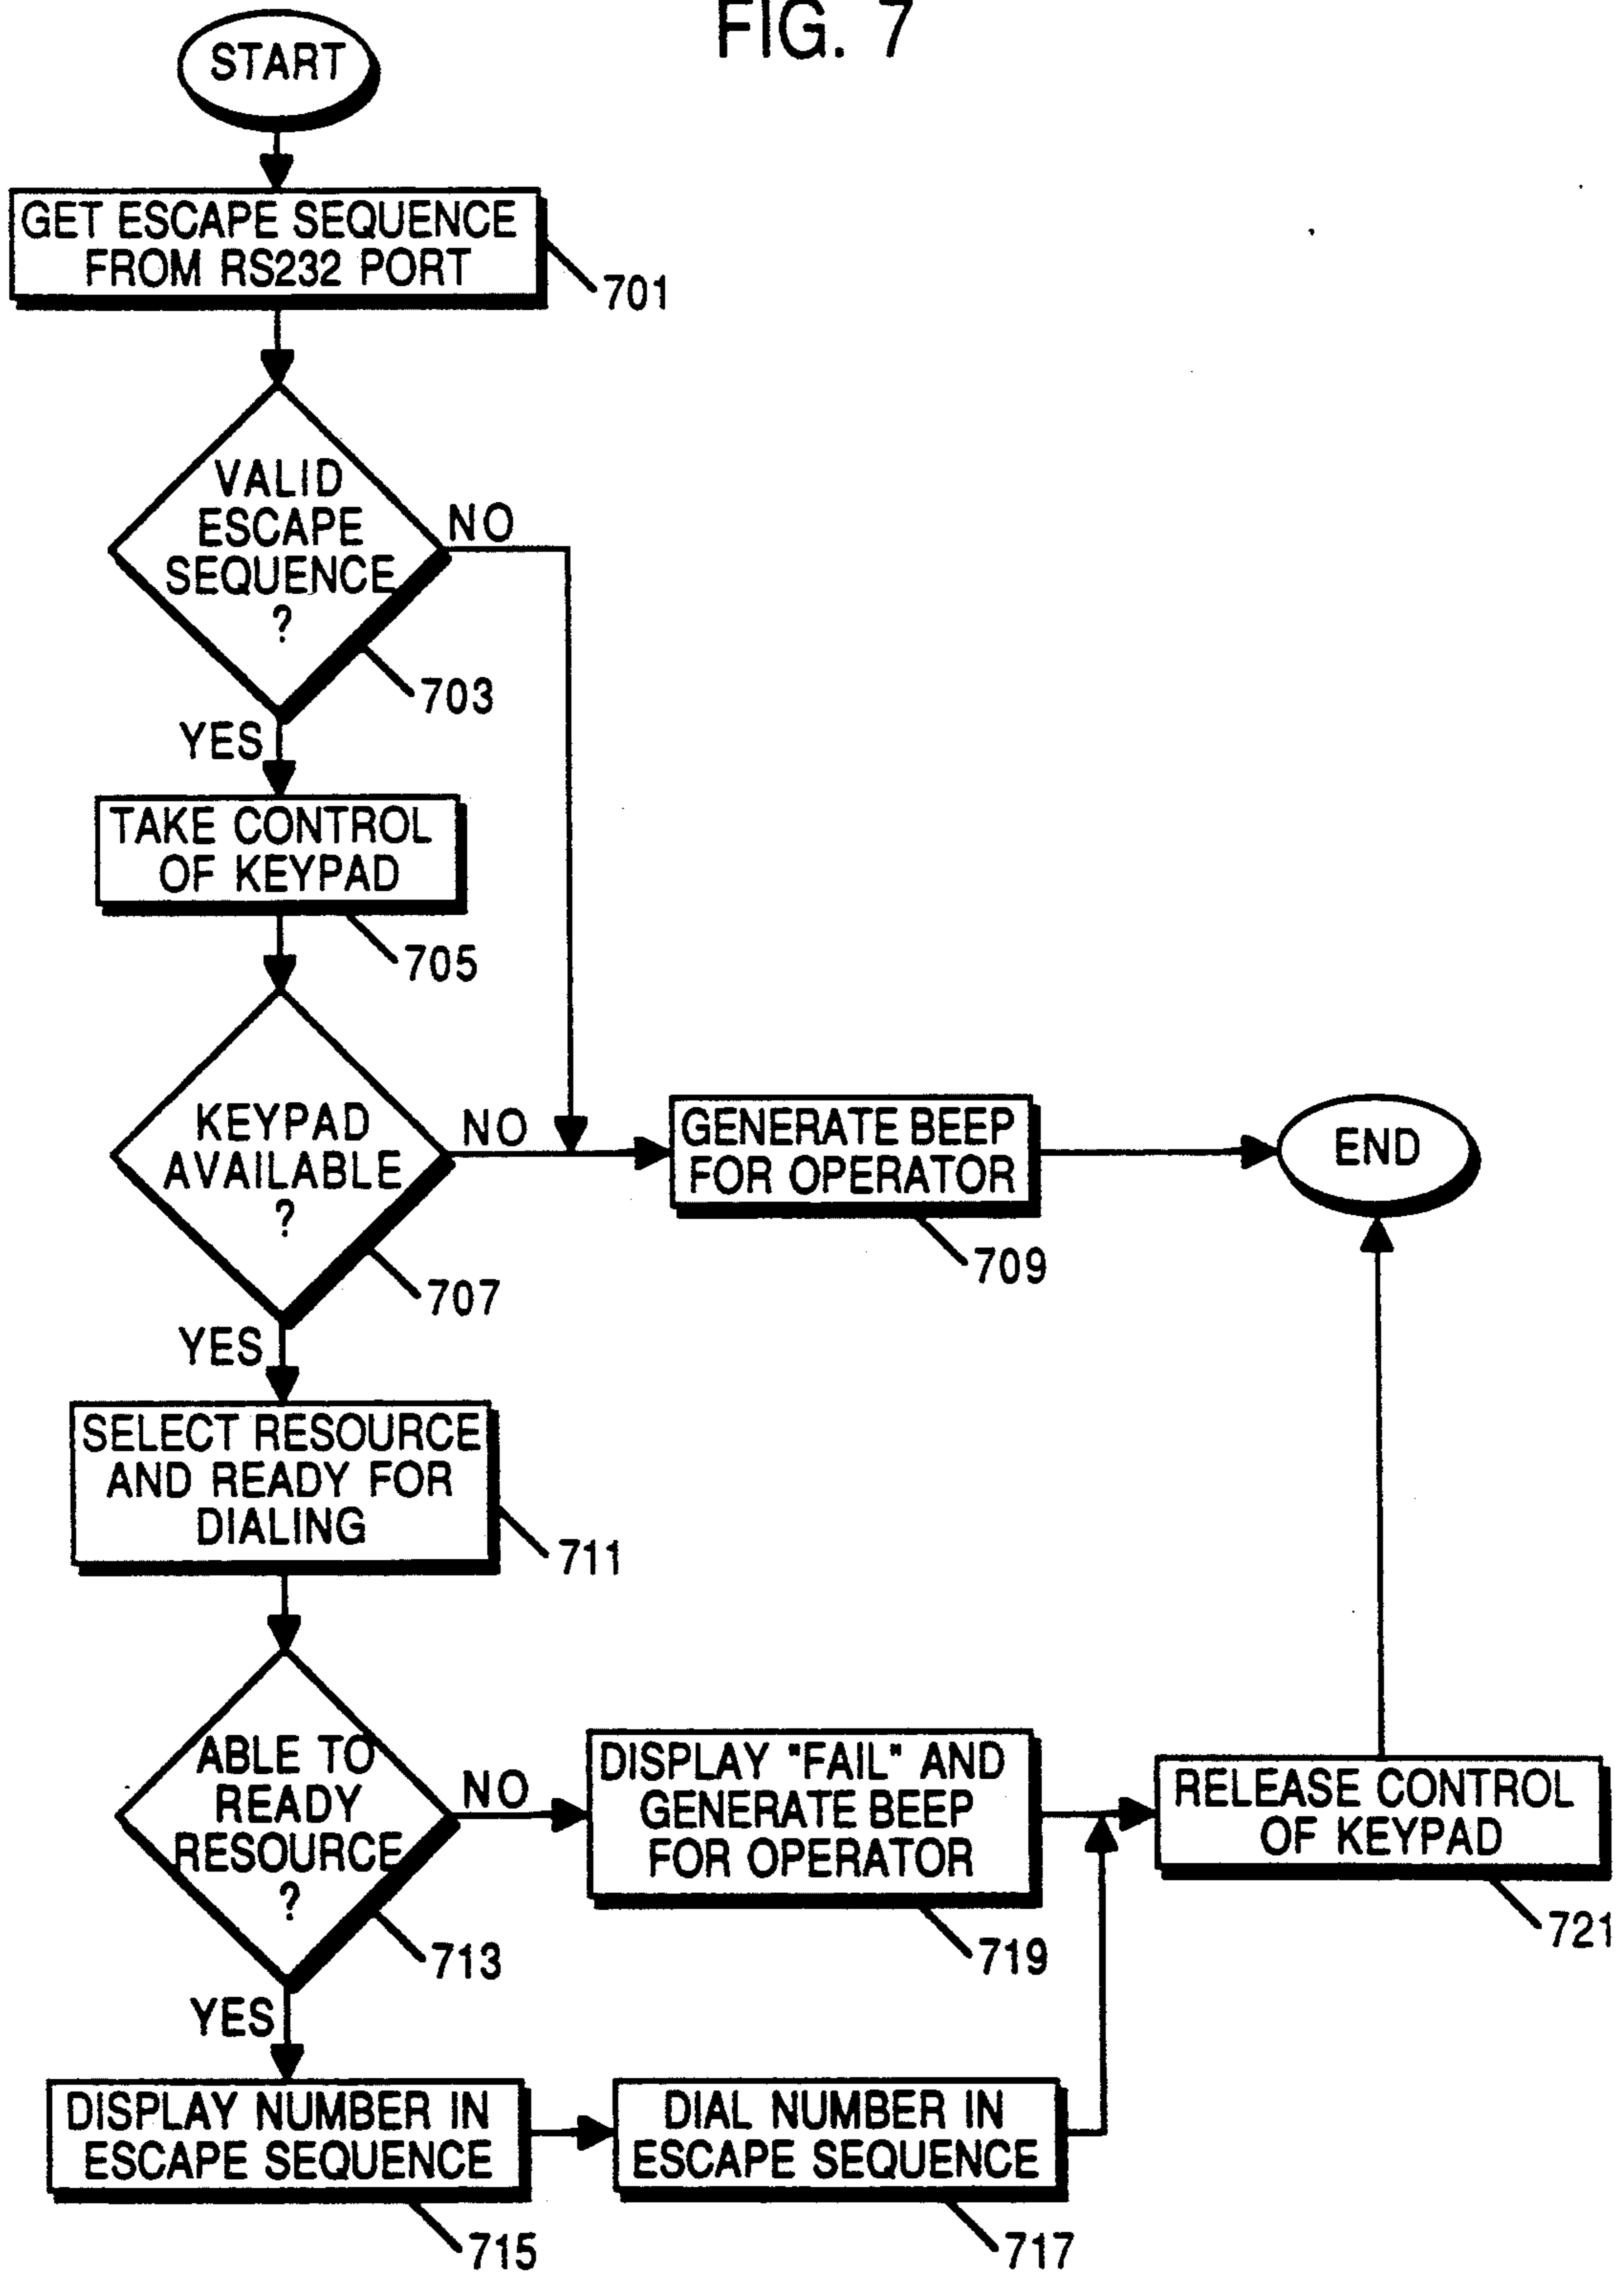 FIG. 7
START
GET ESCAPE SEQUENCE
FROM RS232 PORT
701
VALID
ESCAPE
SEQUENCE
?
NO
703
YES
TAKE CONTROL
OF KEYPAD
705
KEYPAD
AVAILABLE
?
NO
707
GENERATE BEEP
FOR OPERATOR
709
END
YES
SELECT RESOURCE
AND READY FOR
DIALING
711
ABLE TO
READY
RESOURCE
?
NO
713
DISPLAY "FAIL" AND
GENERATE BEEP
FOR OPERATOR
719
RELEASE CONTROL
OF KEYPAD
721
YES
DISPLAY NUMBER IN
ESCAPE SEQUENCE
715
DIAL NUMBER IN
ESCAPE SEQUENCE
717